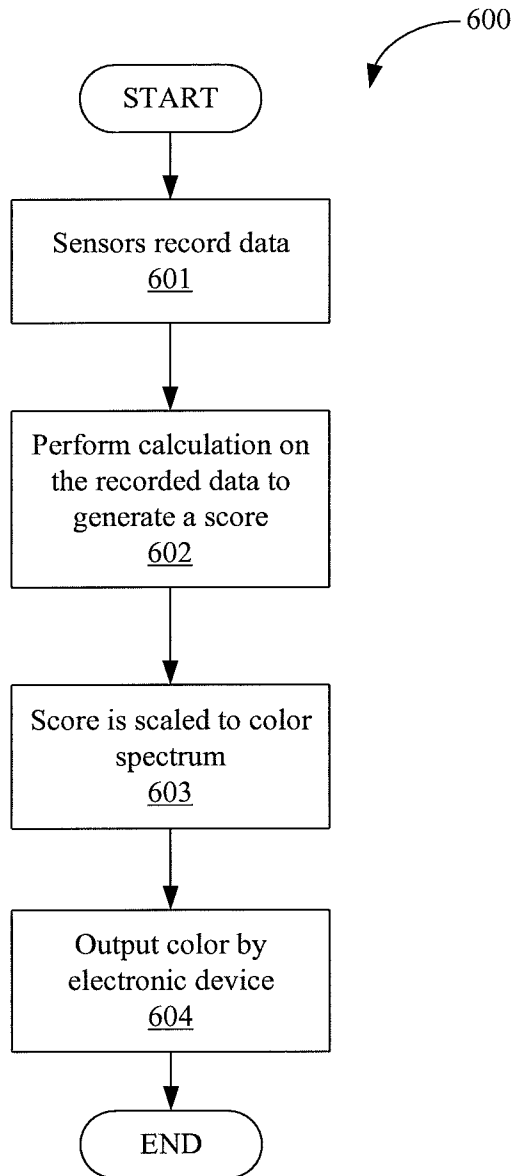 600
START
Sensors record data
601
Perform calculation on
the recorded data to
generate a score
602
Score is scaled to color
spectrum
603
Output color by
electronic device
604
END